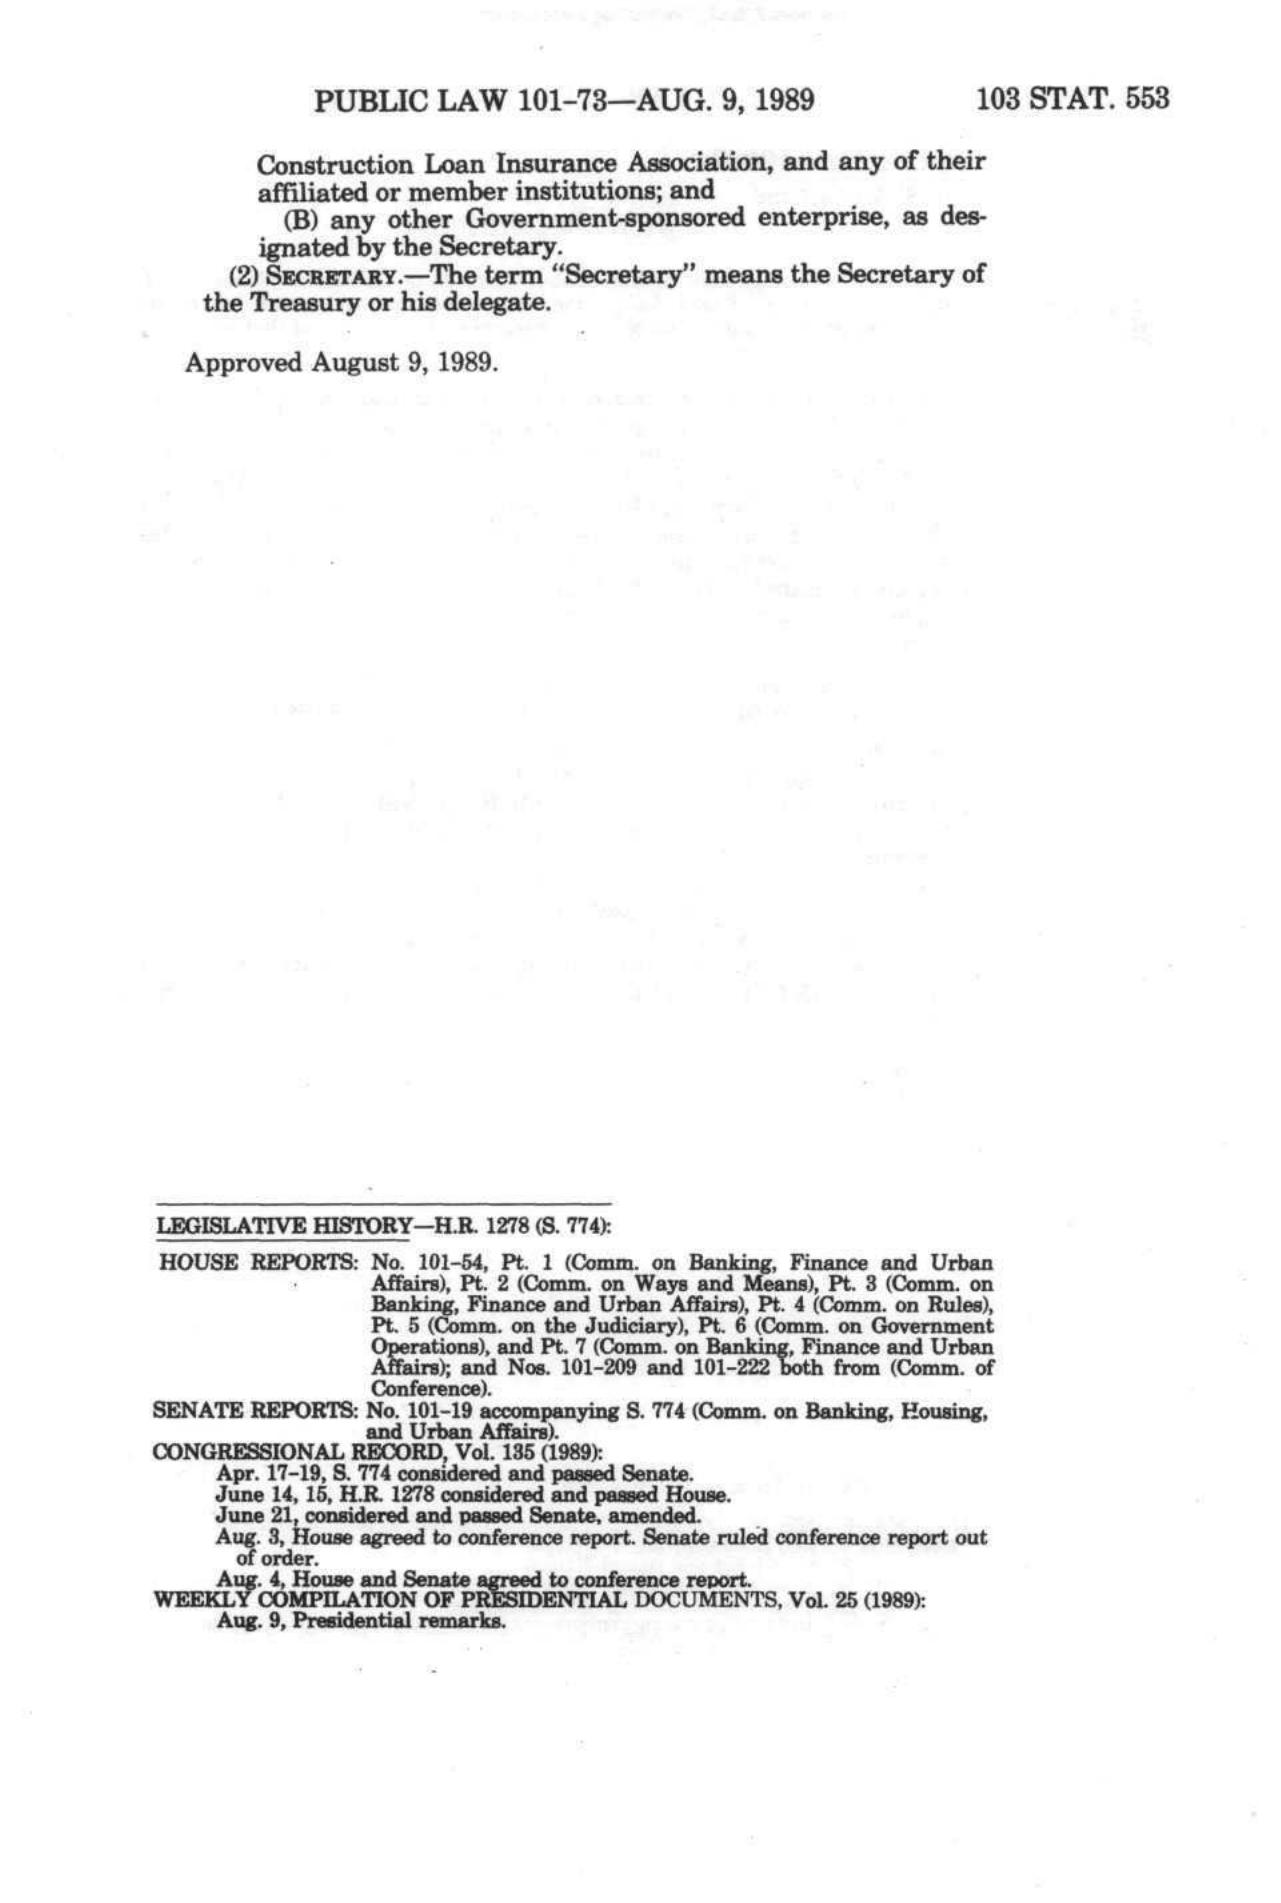 PUBLIC LAW 101-73—AUG. 9, 1989 103 STAT. 553
Construction Loan Insurance Association, and any of their
affiliated or member institutions; and
(B) any other Government-sponsored enterprise, as des-
ignated by the Secretary.
(2) SECRETARY.—The term “Secretary” means the Secretary of
the Treasury or his delegate.
Approved August 9, 1989.
LEGISLATIVE HISTORY—H.R. 1278 (S. 774):
HOUSE REPORTS: No. 101-54, Pt. 1 (Comm. on Banking, Finance and Urban
Affairs), Pt. 2 (Comm. on Ways and Means), Pt. 3 (Comm. on
Banking, Finance and Urban Affairs), Pt. 4 (Comm. on Rules),
Pt. 5 (Comm. on the Judiciary), Pt. 6 (Comm. on Government
Operations), and Pt. 7 (Comm. on Banking, Finance and Urban
Affairs); and Nos. 101-209 and 101-222 both from (Comm. of
Conference).
SENATE REPORTS: No. 101-19 accompanying S. 774 (Comm. on Banking, Housing,
and Urban Affairs).
CONGRESSIONAL RECORD, Vol. 135 (1989):
Apr. 17-19, S. 774 considered and passed Senate.
June 14, 15, H.R. 1278 considered and passed House.
June 21, considered and passed Senate, amended.
Aug. 3, House agreed to conference report. Senate ruled conference report out
of order.
Aug. 4, House and Senate agreed to conference report.
WEEKLY COMPILATION OF PRESIDENTIAL DOCUMENTS, Vol. 25 (1989):
Aug. 9, Presidential remarks.